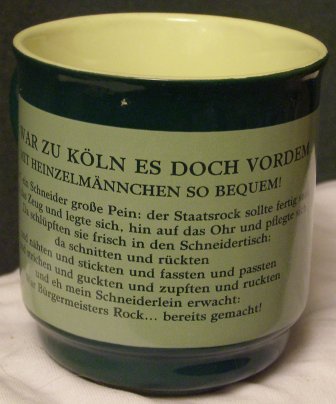 WAR ZU KÖLN ES DOCH VORDEM
HEINZELMÄNNCHEN SO BEQUEM!
Schneider große Pein: der Staatsrock sollte fertig
Zeug und legte sich, hin auf das Ohr und pflegte
schlüpften sie frisch in den Schneidertisch:
da schnitten und rückten
nähten und stickten und fassten und passten
strichen und guckten und zupften und ruckten
und eh mein Schneiderlein erwacht:
Bürgermeisters Rock... bereits gemacht!